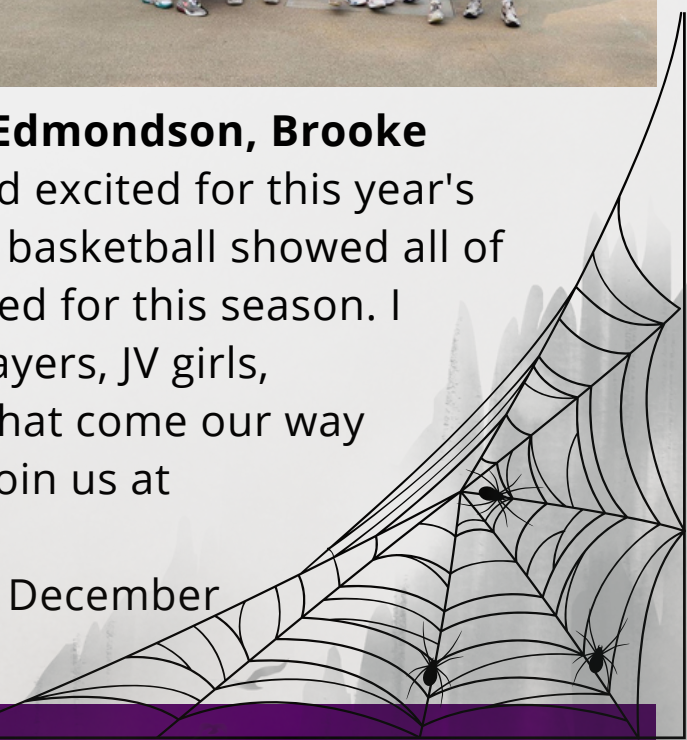 Edmondson, Brooke
d excited for this year's
basketball showed all of
ed for this season. I
ayers, JV girls,
hat come our way
oin us at
December